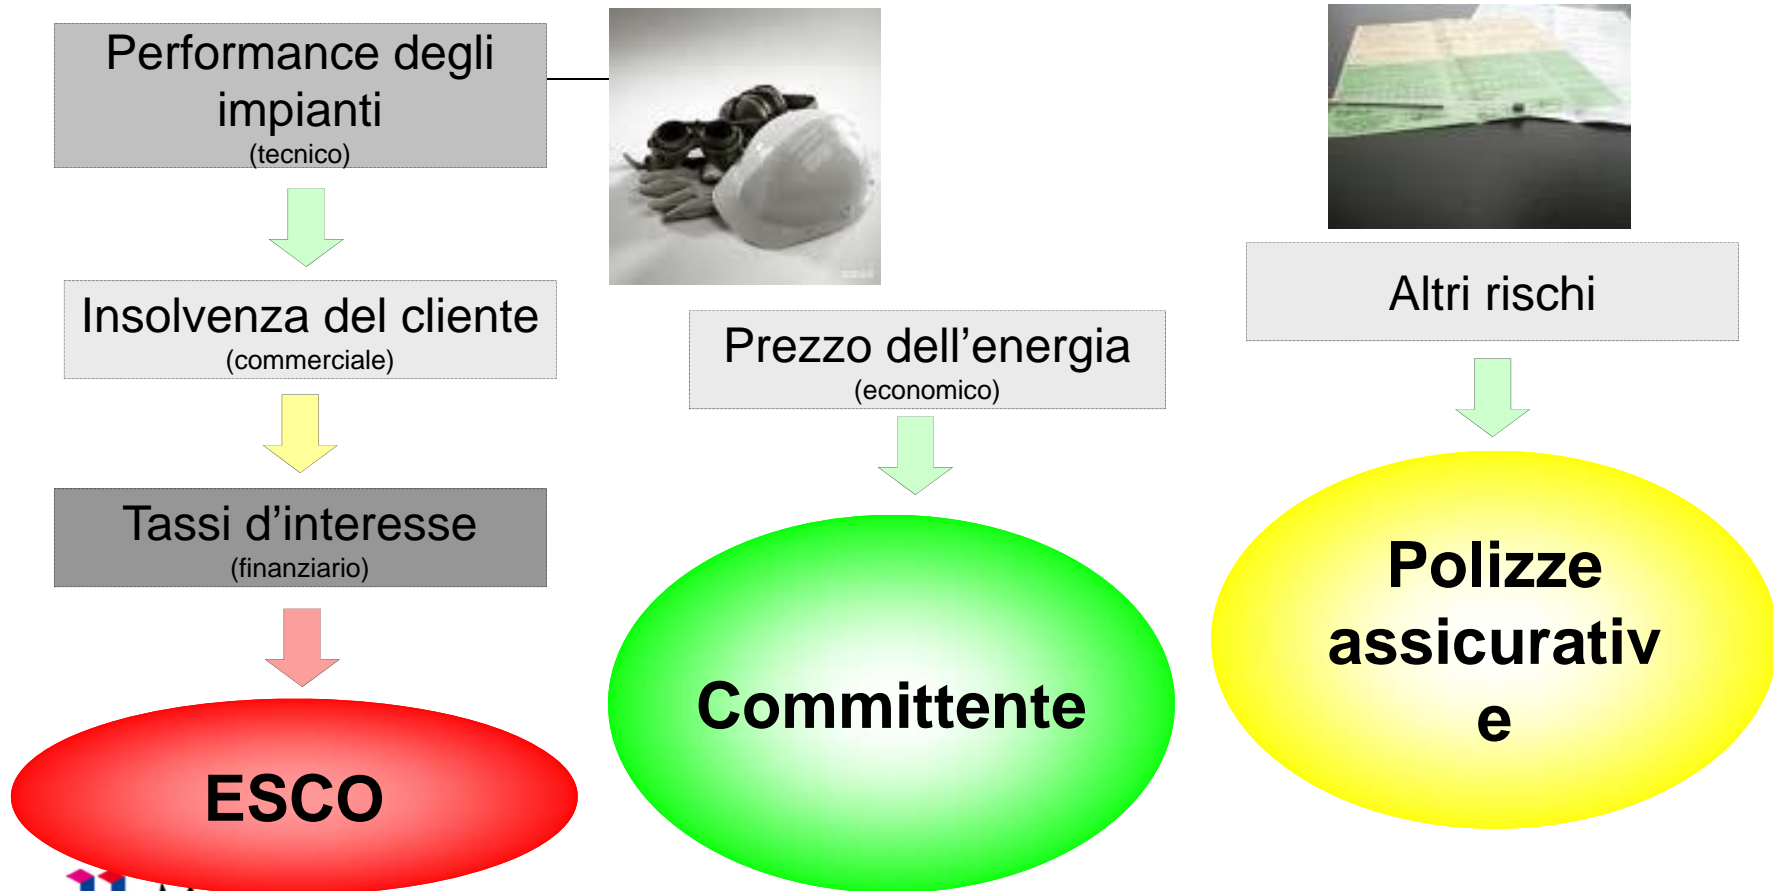 Performance degli
impianti
(tecnico)
Insolvenza del cliente
(commerciale)
Tassi d’interesse
(finanziario)
ESCO
Prezzo dell’energia
(economico)
Committente
Altri rischi
Polizze
assicurativ
e